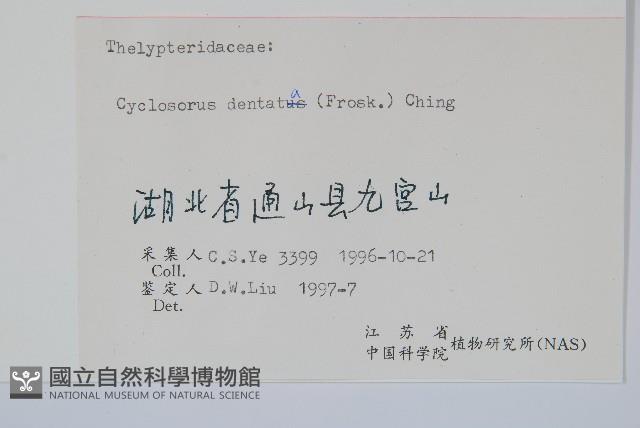 Thelypteridaceae:
Cyclosorus dentatusa (Frosk.) Ching
湖北省通山县九宫山
采集人 C.S.Ye 3399 1996-10-21
Coll.
鉴定人 D.W.Liu 1997-7
Det.
江苏省
中国科学院 植物研究所(NAS)
國立自然科學博物館
NATIONAL MUSEUM OF NATURAL SCIENCE